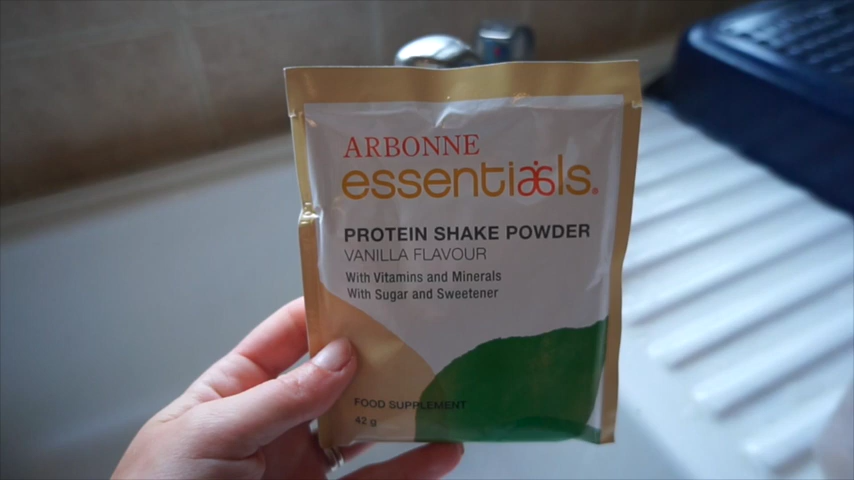 ARBONNE
essentials®
PROTEIN SHAKE POWDER
VANILLA FLAVOUR
With Vitamins and Minerals
With Sugar and Sweetener
FOOD SUPPLEMENT
42 g